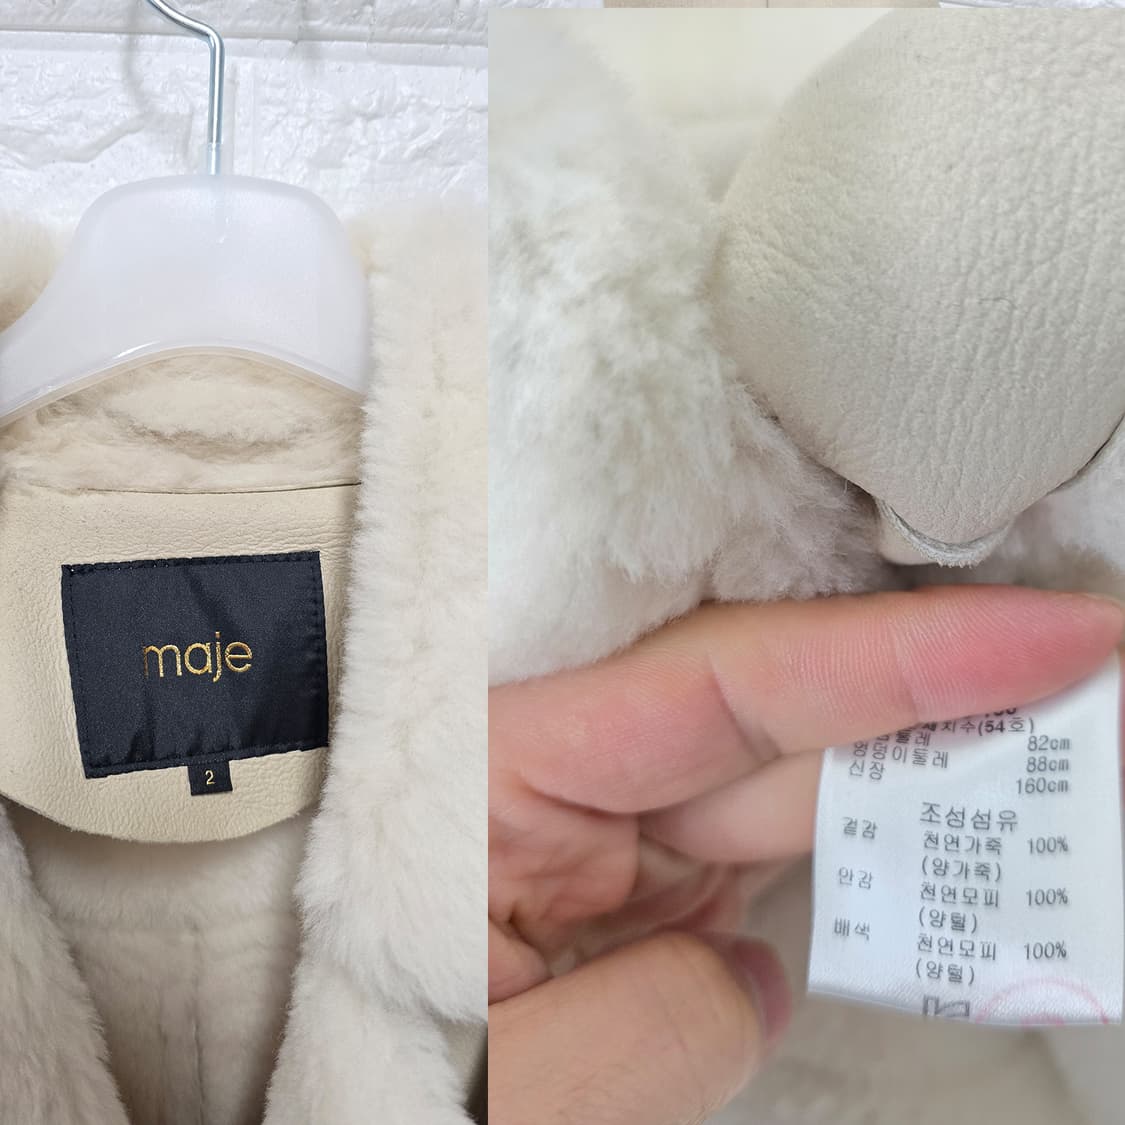 maje
2
치수(54호)
둘레 82cm
엉덩이둘레 88cm
신장 160cm
조성섬유
겉감 천연가죽 100%
(양가죽)
안감 천연모피 100%
(양털)
배색 천연모피 100%
(양털)